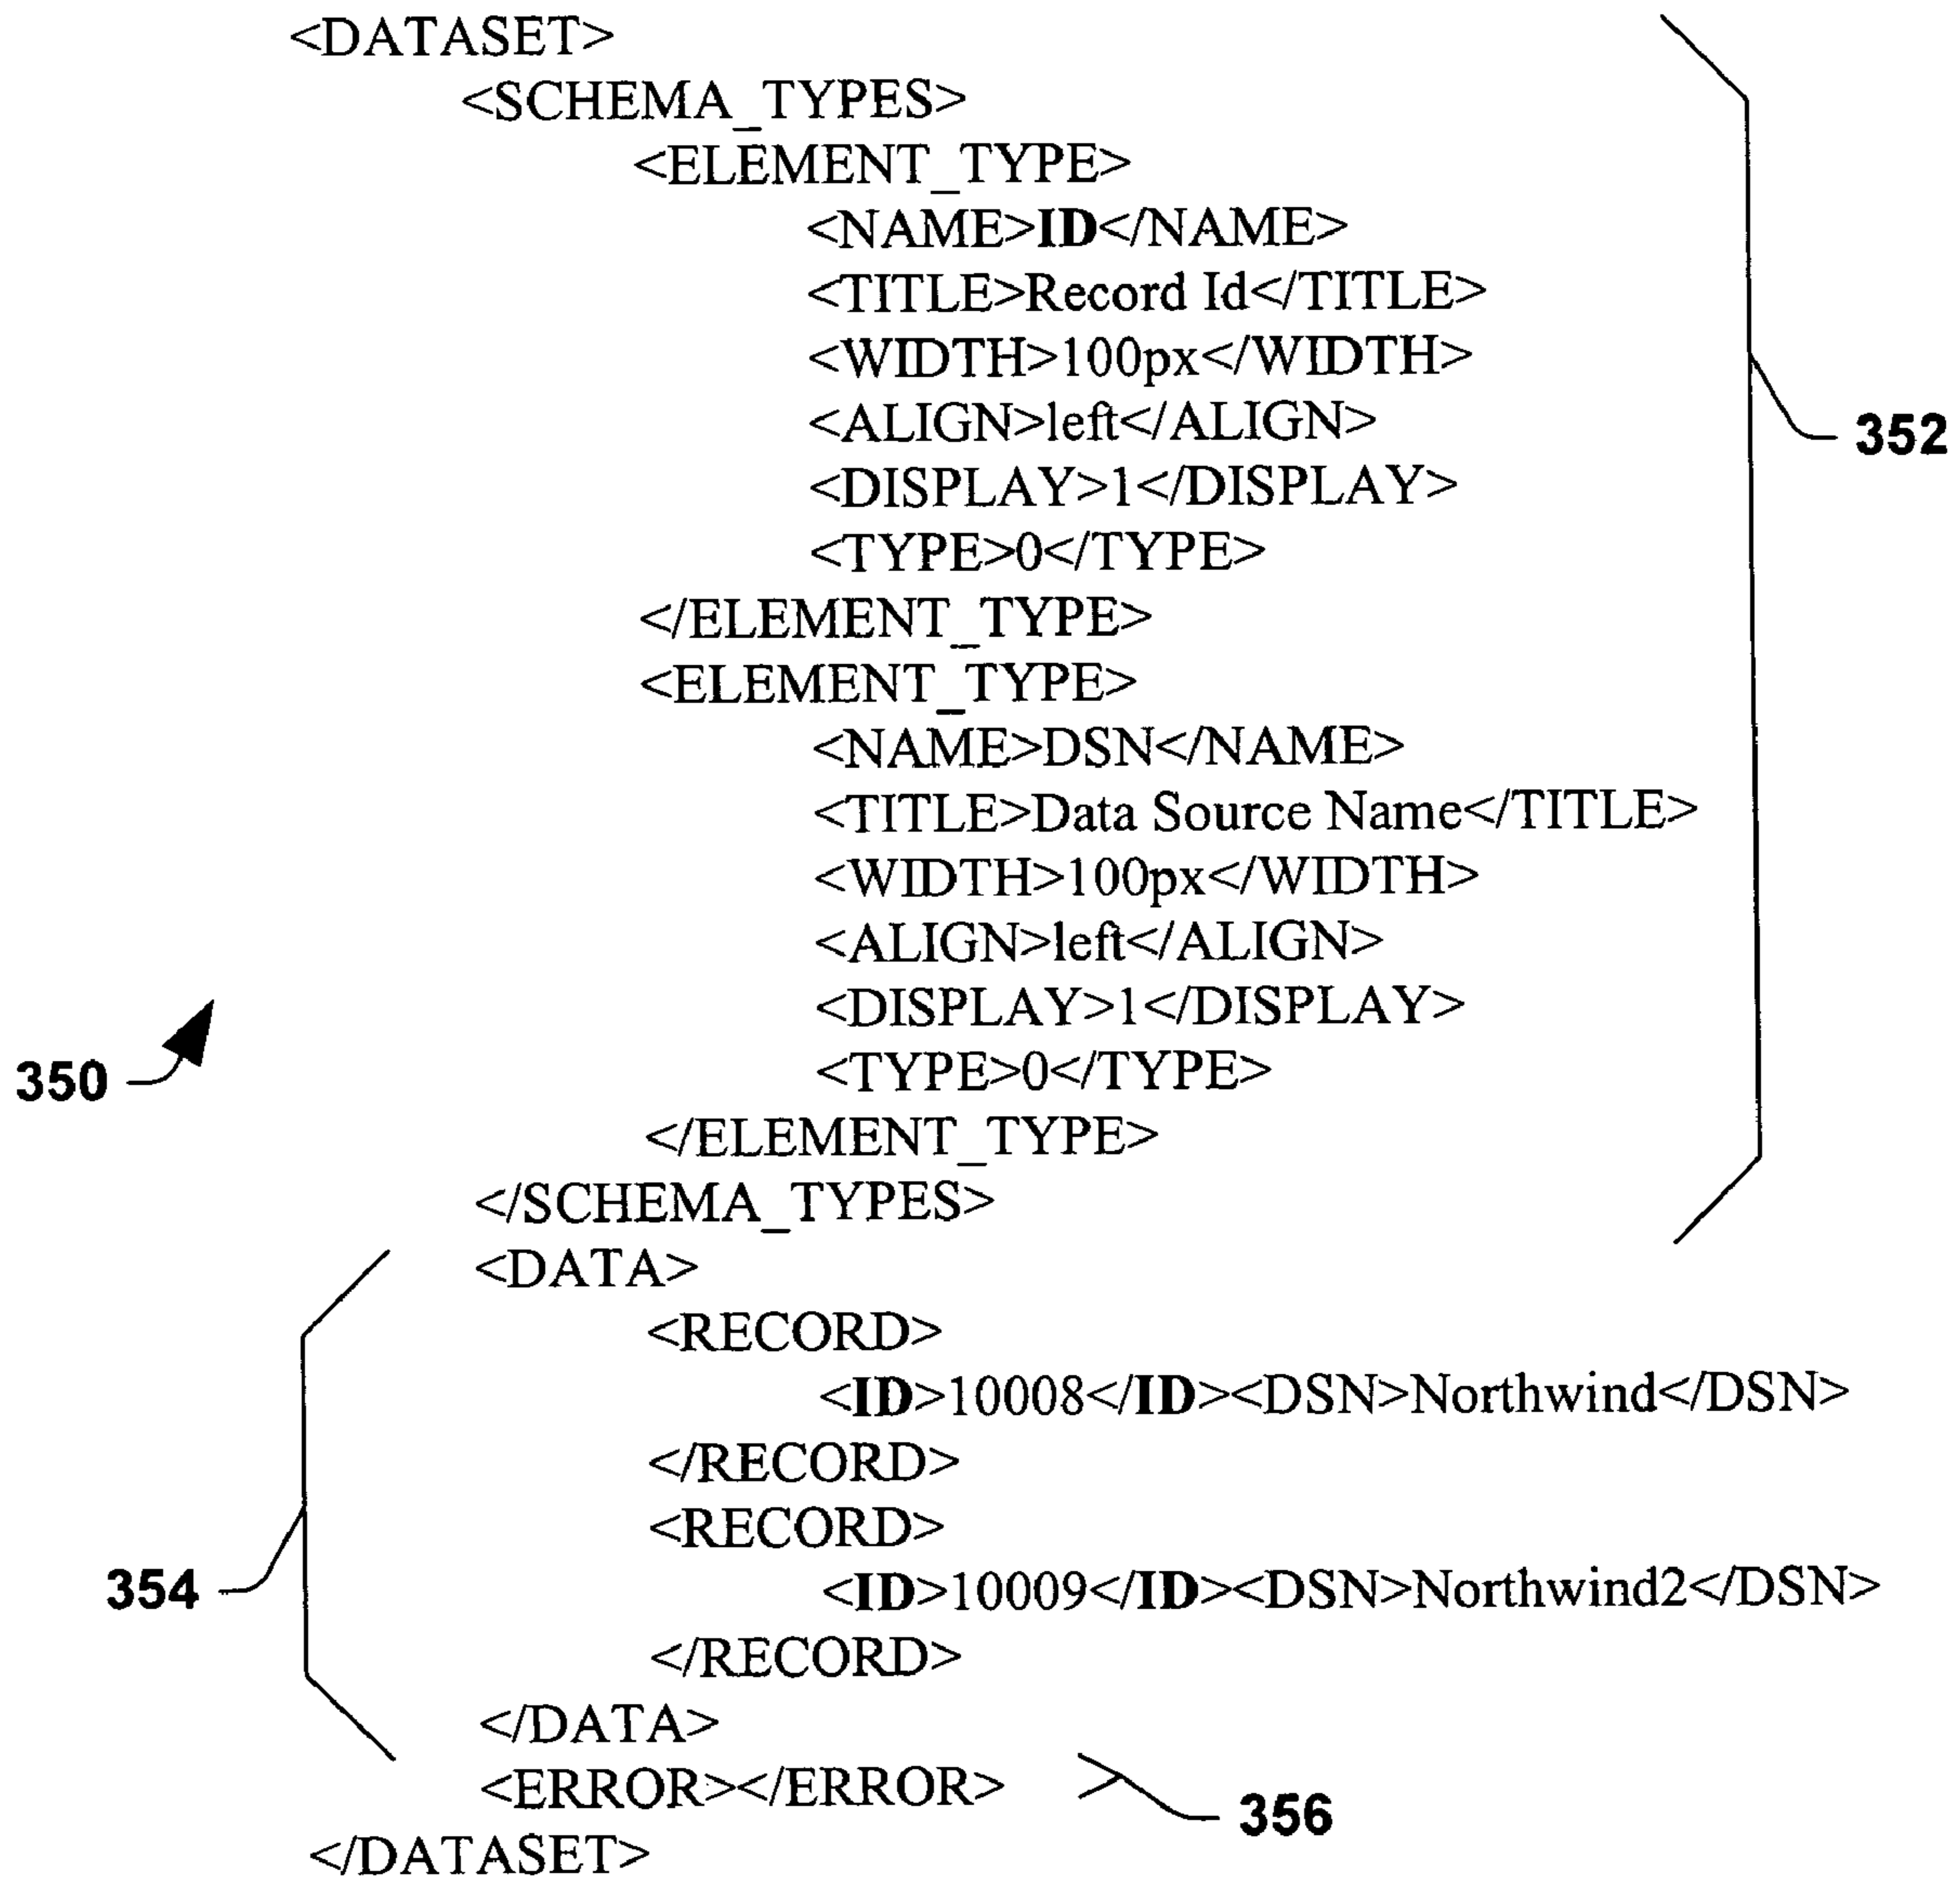 <DATASET>
<SCHEMA_TYPES>
<ELEMENT_TYPE>
<NAME>ID</NAME>
<TITLE>Record Id</TITLE>
<WIDTH>100px</WIDTH>
<ALIGN>left</ALIGN>
352
<DISPLAY>1</DISPLAY>
<TYPE>0</TYPE>
</ELEMENT_TYPE>
<ELEMENT_TYPE>
<NAME>DSN</NAME>
<TITLE>Data Source Name</TITLE>
<WIDTH>100px</WIDTH>
<ALIGN>left</ALIGN>
<DISPLAY>1</DISPLAY>
350
<TYPE>0</TYPE>
</ELEMENT_TYPE>
</SCHEMA_TYPES>
<DATA>
<RECORD>
<ID>10008</ID><DSN>Northwind</DSN>
</RECORD>
<RECORD>
354
<ID>10009</ID><DSN>Northwind2</DSN>
</RECORD>
</DATA>
<ERROR></ERROR>
356
</DATASET>